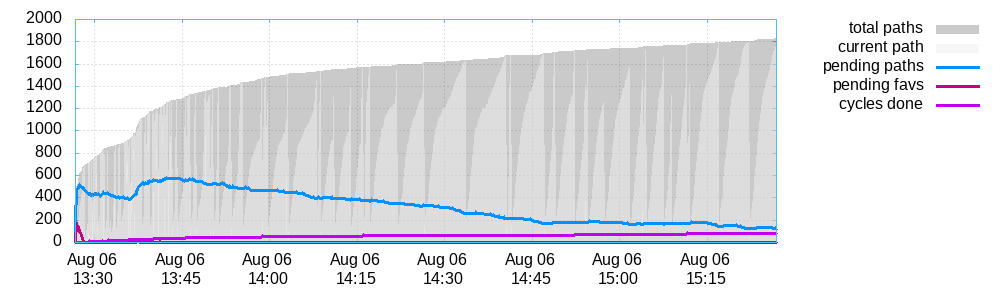 2000
1800
1600
1400
1200
1000
800
600
400
200
0
Aug 06 Aug 06 Aug 06 Aug 06 Aug 06 Aug 06 Aug 06 Aug 06
13:30 13:45 14:00 14:15 14:30 14:45 15:00 15:15
total paths
current path
pending paths
pending favs
cycles done